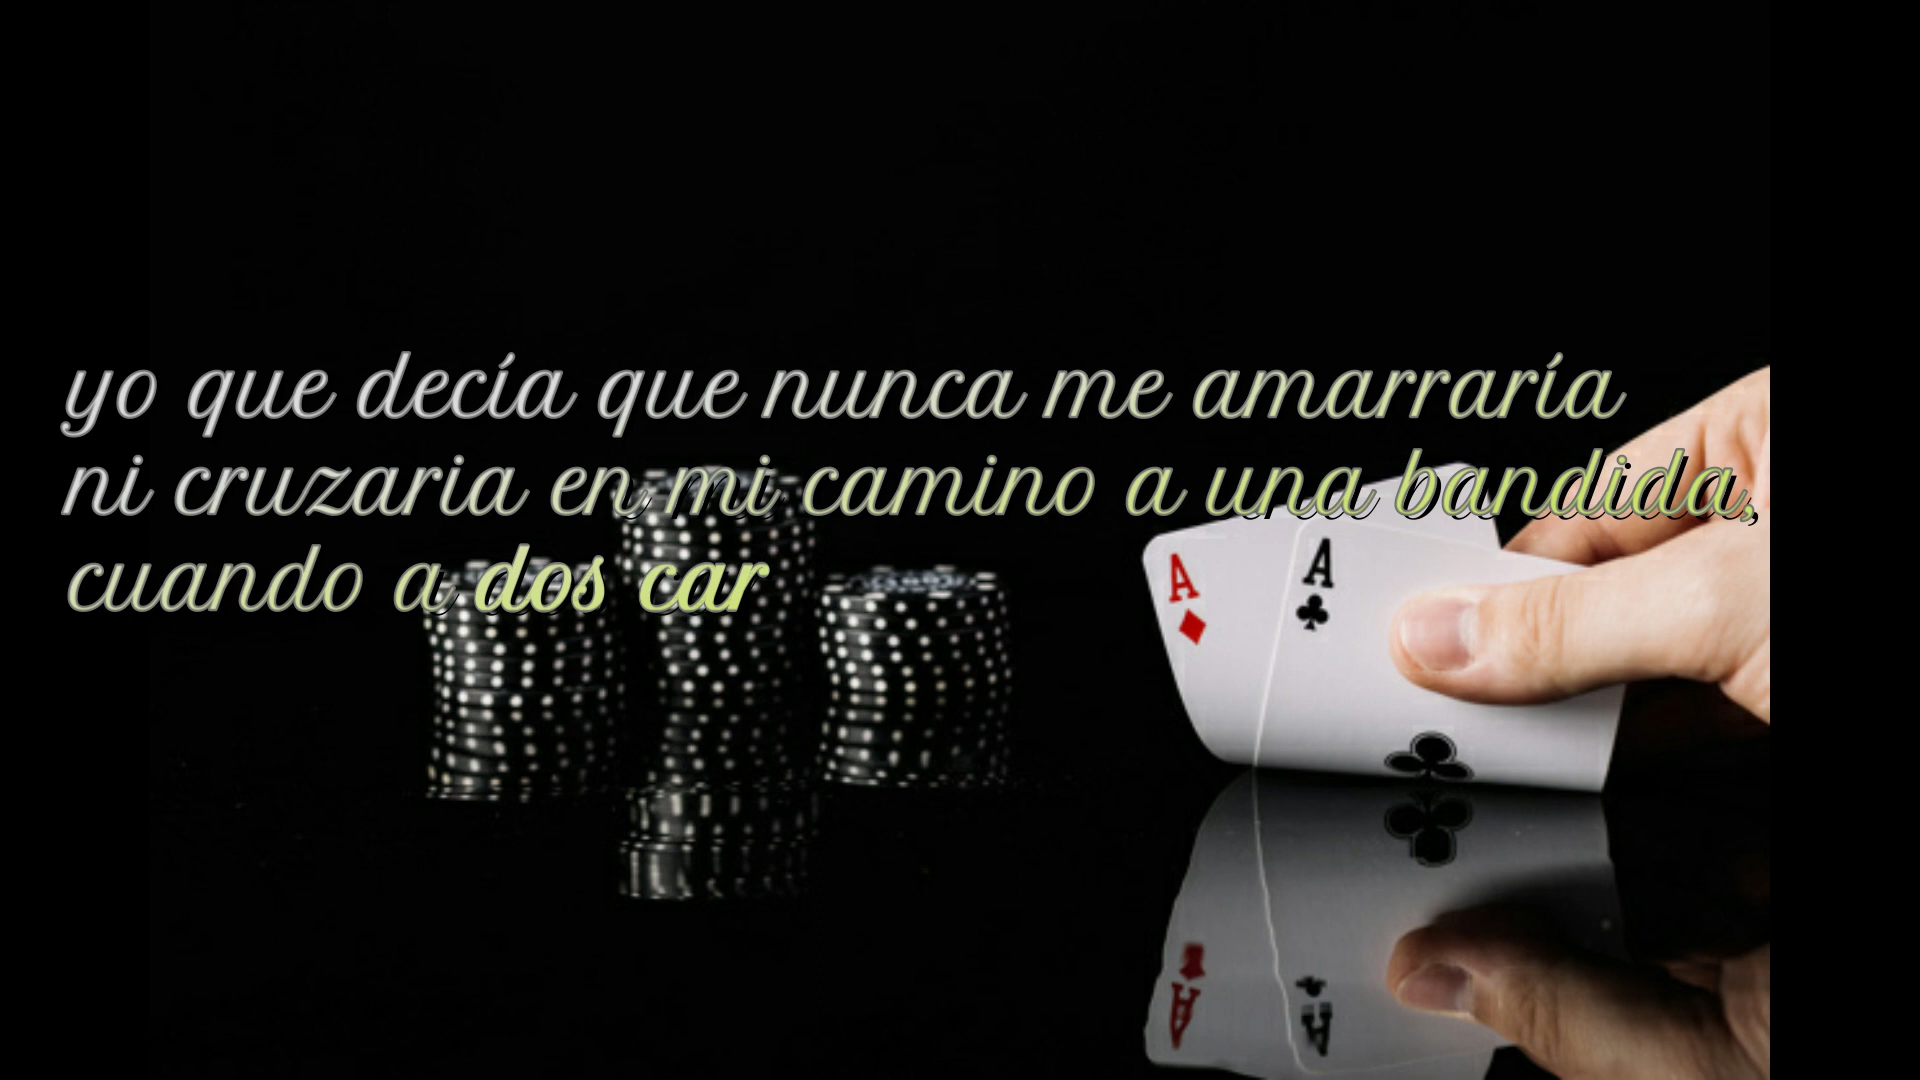 yo que decía que nunca me amarraría
ni cruzaria en mi camino a una bandida,
cuando a dos car
A A
A A